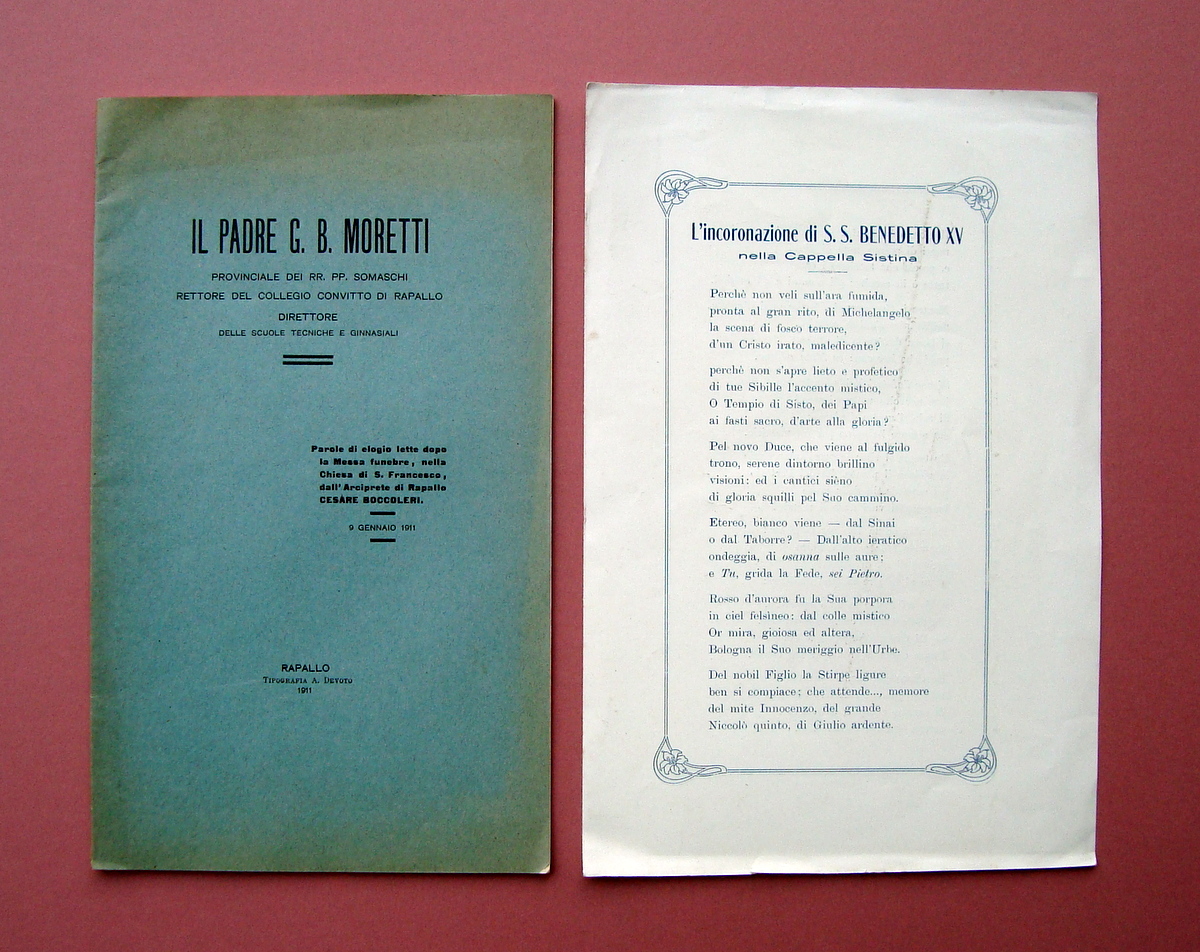 IL PADRE G. B. MORETTI
PROVINCIALE DEI RR. PP. SOMASCHI
RETTORE DEL COLLEGIO CONVITTO DI RAPALLO
DIRETTORE
DELLE SCUOLE TECNICHE E GINNASIALI
Parole di elogio lette dopo
la Messa funebre, nella
Chiesa di S. Francesco,
dall'Arciprete di Rapallo
CESARE BOCCOLERI.
9 GENNAIO 1911
RAPALLO
TIPOGRAFIA A. DEVOTO
1911
L'incoronazione di S. S. BENEDETTO XV
nella Cappella Sistina
Perchè non veli sull'ara fumida,
pronta al gran rito, di Michelangelo
la scena di fosco terrore,
d'un Cristo irato, maledicente?
perchè non s'apre lieto e profetico
di tue Sibille l'accento mistico,
O Tempio di Sisto, dei Papi
ai fasti sacro, d'arte alla gloria?
Pel novo Duce, che viene al fulgido
trono, serene dintorno brillino
visioni: ed i cantici sièno
di gloria squilli pel Suo cammino.
Etereo, bianco viene — dal Sinai
o dal Taborre? — Dall'alto ieratico
ondeggia, di osanna sulle aure;
e Tu, grida la Fede, sei Pietro.
Rosso d'aurora fu la Sua porpora
in ciel felsineo: dal colle mistico
Or mira, gioiosa ed altera,
Bologna il Suo meriggio nell'Urbe.
Del nobil Figlio la Stirpe ligure
ben si compiace; che attende..., memore
del mite Innocenzo, del grande
Niccolò quinto, di Giulio ardente.